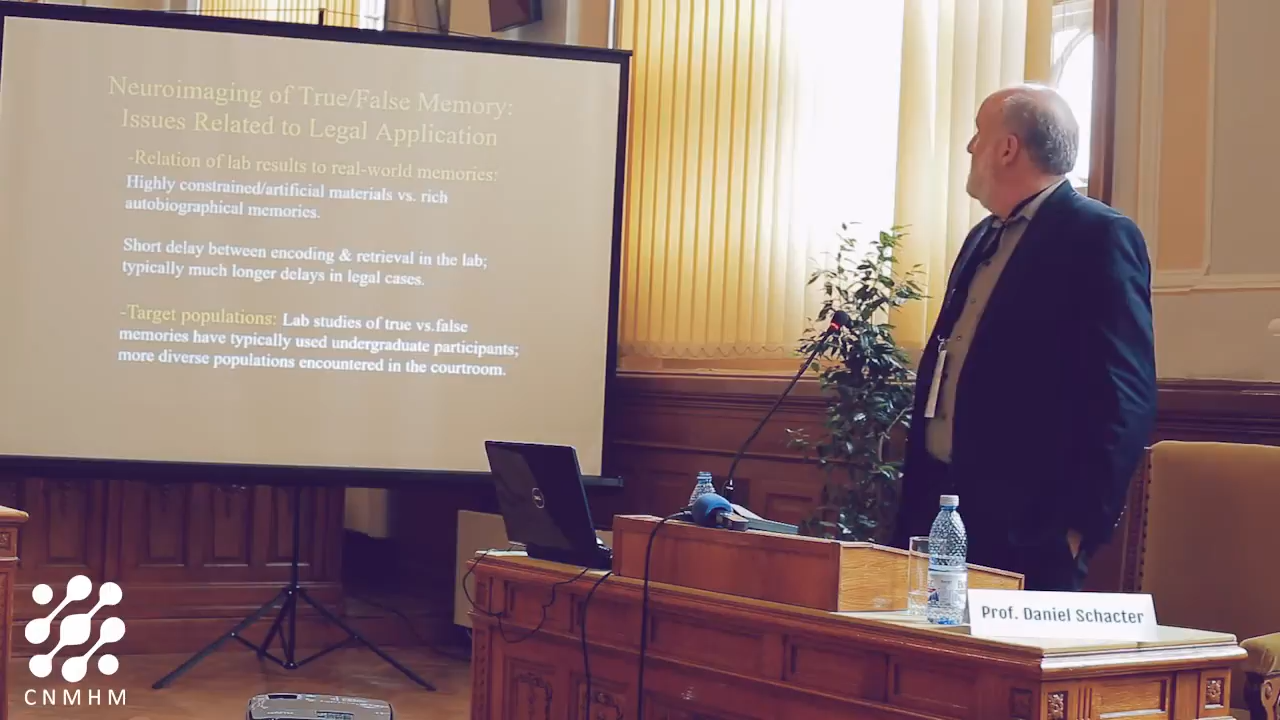 Neuroimaging of True/False Memory:
Issues Related to Legal Application
-Relation of lab results to real-world memories:
Highly constrained/artificial materials vs. rich
autobiographical memories.
Short delay between encoding & retrieval in the lab;
typically much longer delays in legal cases.
-Target populations: Lab studies of true vs.false
memories have typically used undergraduate participants;
more diverse populations encountered in the courtroom.
DELL
Prof. Daniel Schacter
CNMHM